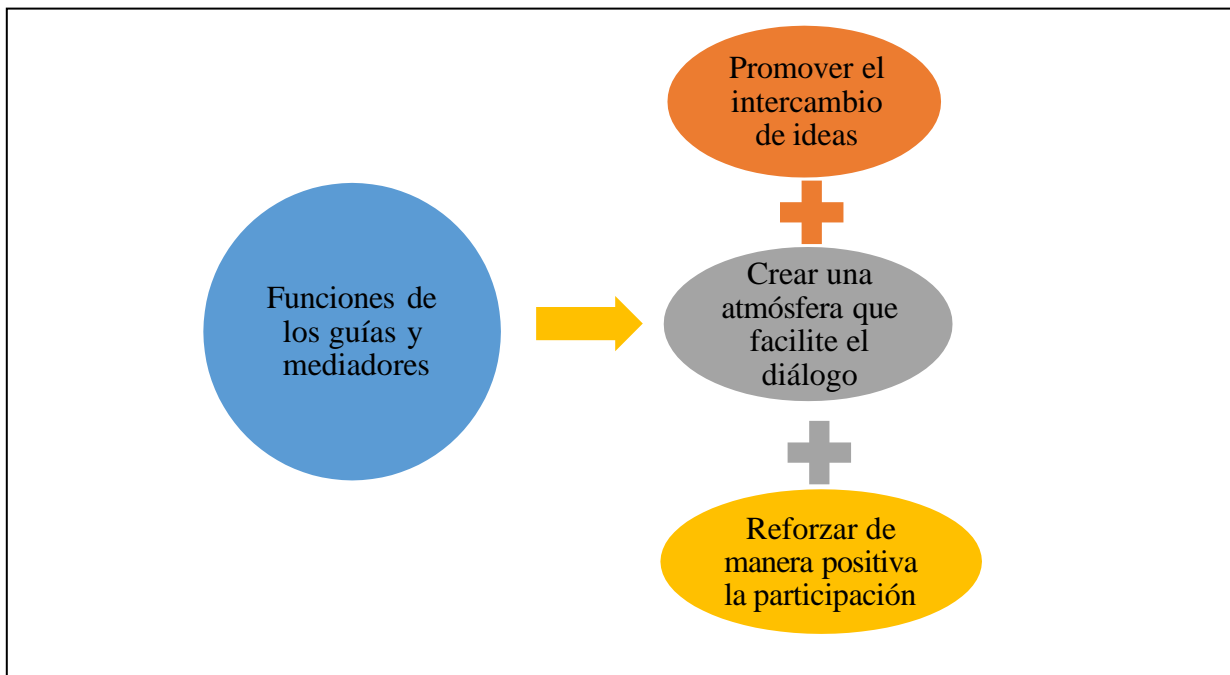 Funciones de
los guías y
mediadores
Promover el
intercambio
de ideas
Crear una
atmósfera que
facilite el
diálogo
Reforzar de
manera positiva
la participación